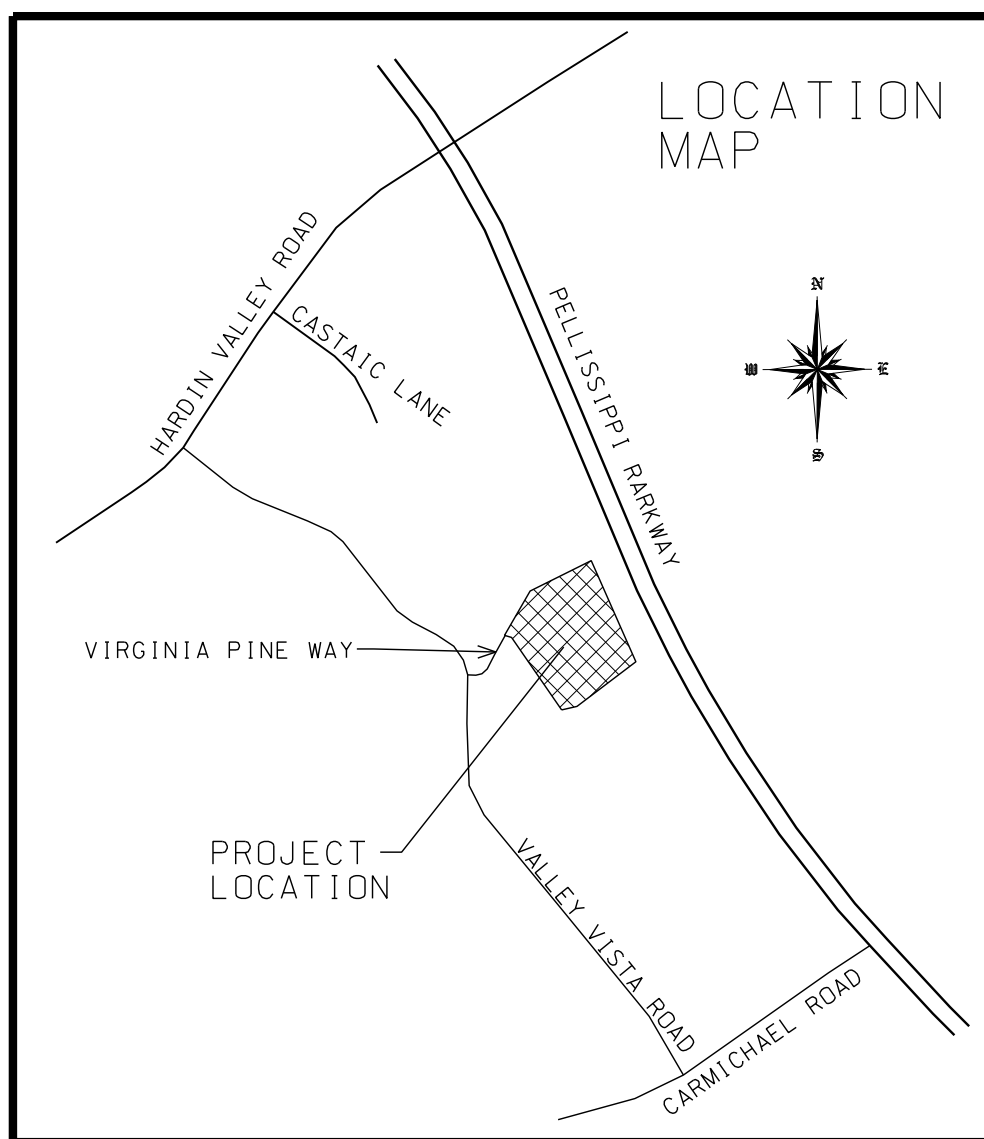 LOCATION
MAP
N
W
E
S
HARDIN VALLEY ROAD
CASTAIC LANE
PELLISSIPPI RARKWAY
VIRGINIA PINE WAY
PROJECT
LOCATION
VALLEY VISTA ROAD
CARMICHAEL ROAD